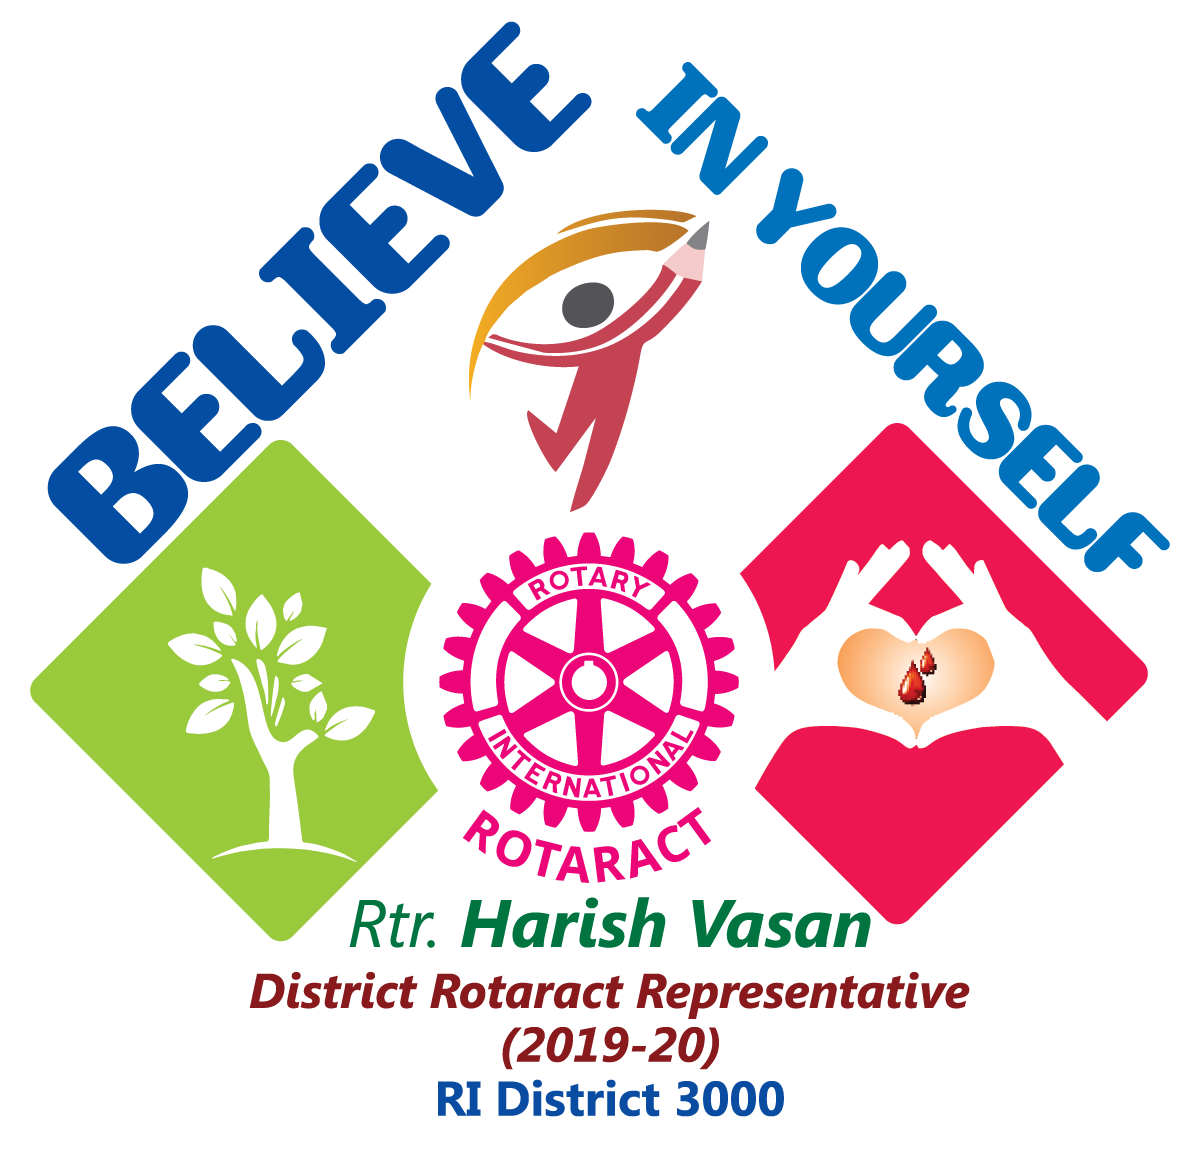 BELIEVE
IN YOURSELF
ROTARY
INTERNATIONAL
ROTARACT
Rtr. Harish Vasan
District Rotaract Representative
(2019-20)
RI District 3000